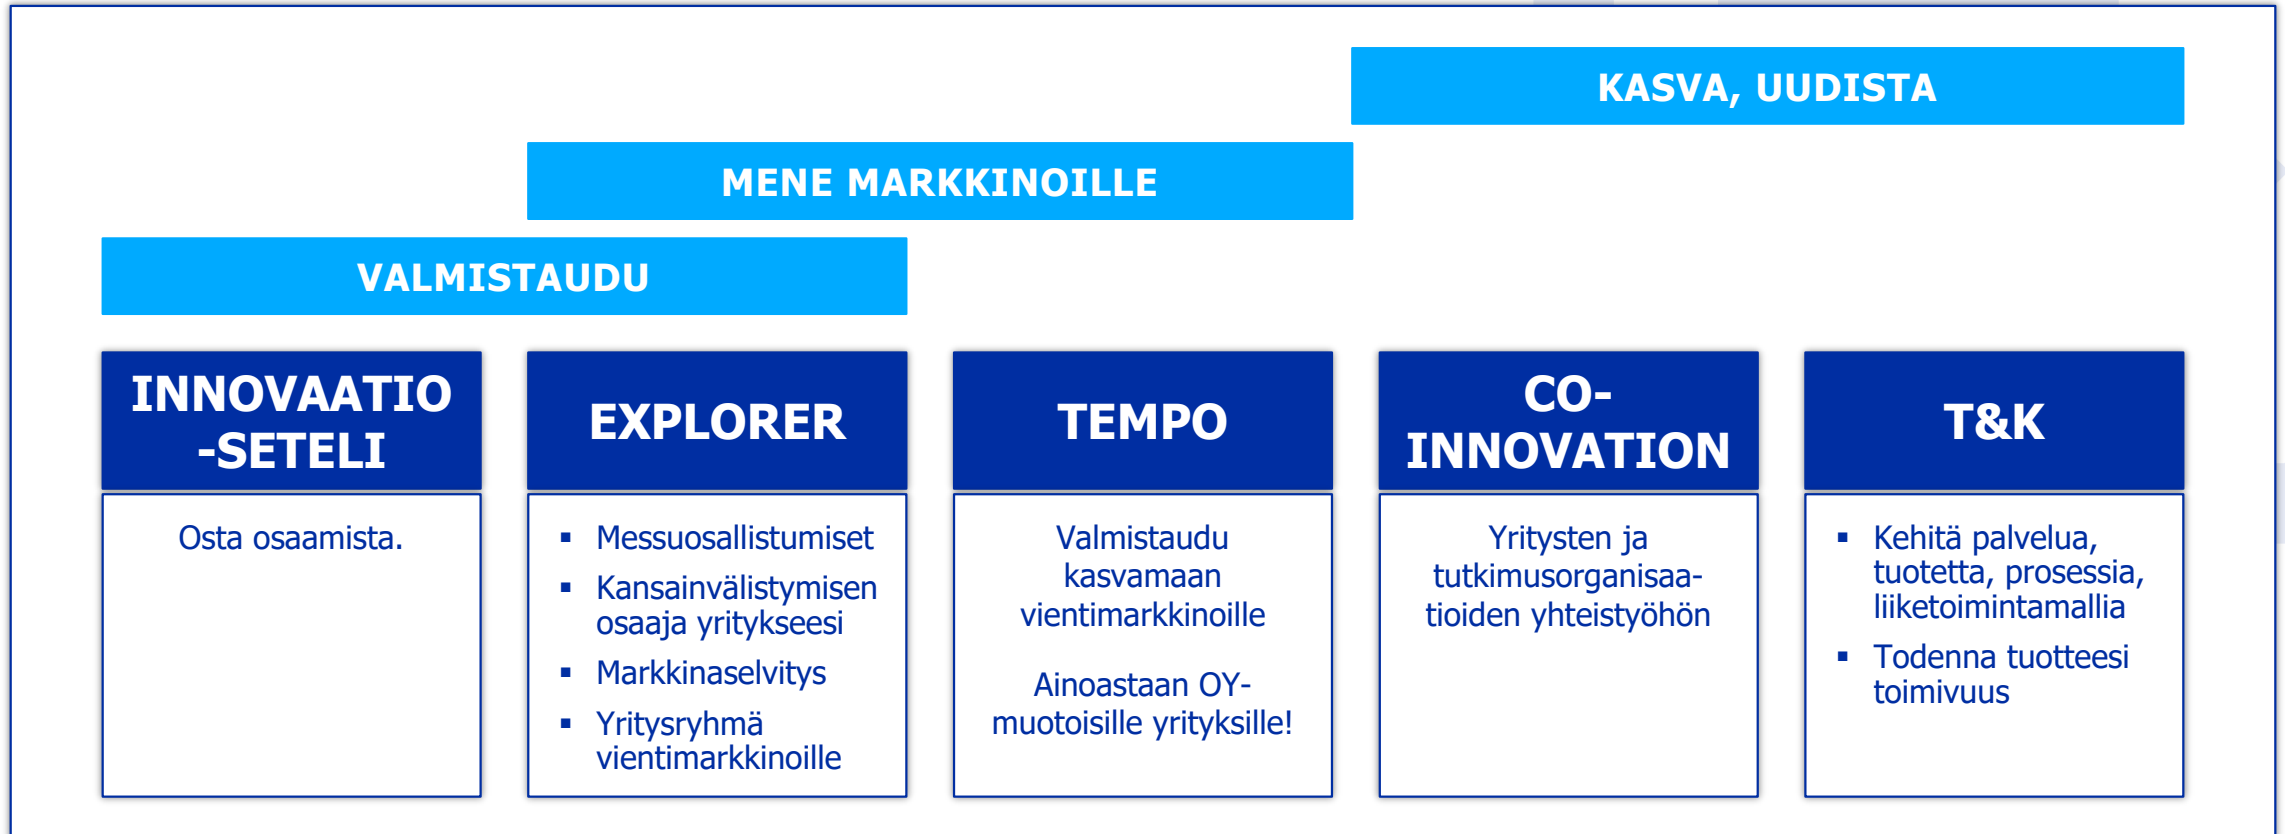 KASVA, UUDISTA
MENE MARKKINOILLE
VALMISTAUDU
INNOVAATIO
-SETELI
Osta osaamista.
EXPLORER
▪ Messuosallistumiset
▪ Kansainvälistymisen
osaaja yritykseesi
▪ Markkinaselvitys
▪ Yritysryhmä
vientimarkkinoille
TEMPO
Valmistaudu
kasvamaan
vientimarkkinoille
Ainoastaan OY-
muotoisille yrityksille!
CO-
INNOVATION
Yritysten ja
tutkimusorganisaa-
tioiden yhteistyöhön
T&K
▪ Kehitä palvelua,
tuotetta, prosessia,
liiketoimintamallia
▪ Todenna tuotteesi
toimivuus